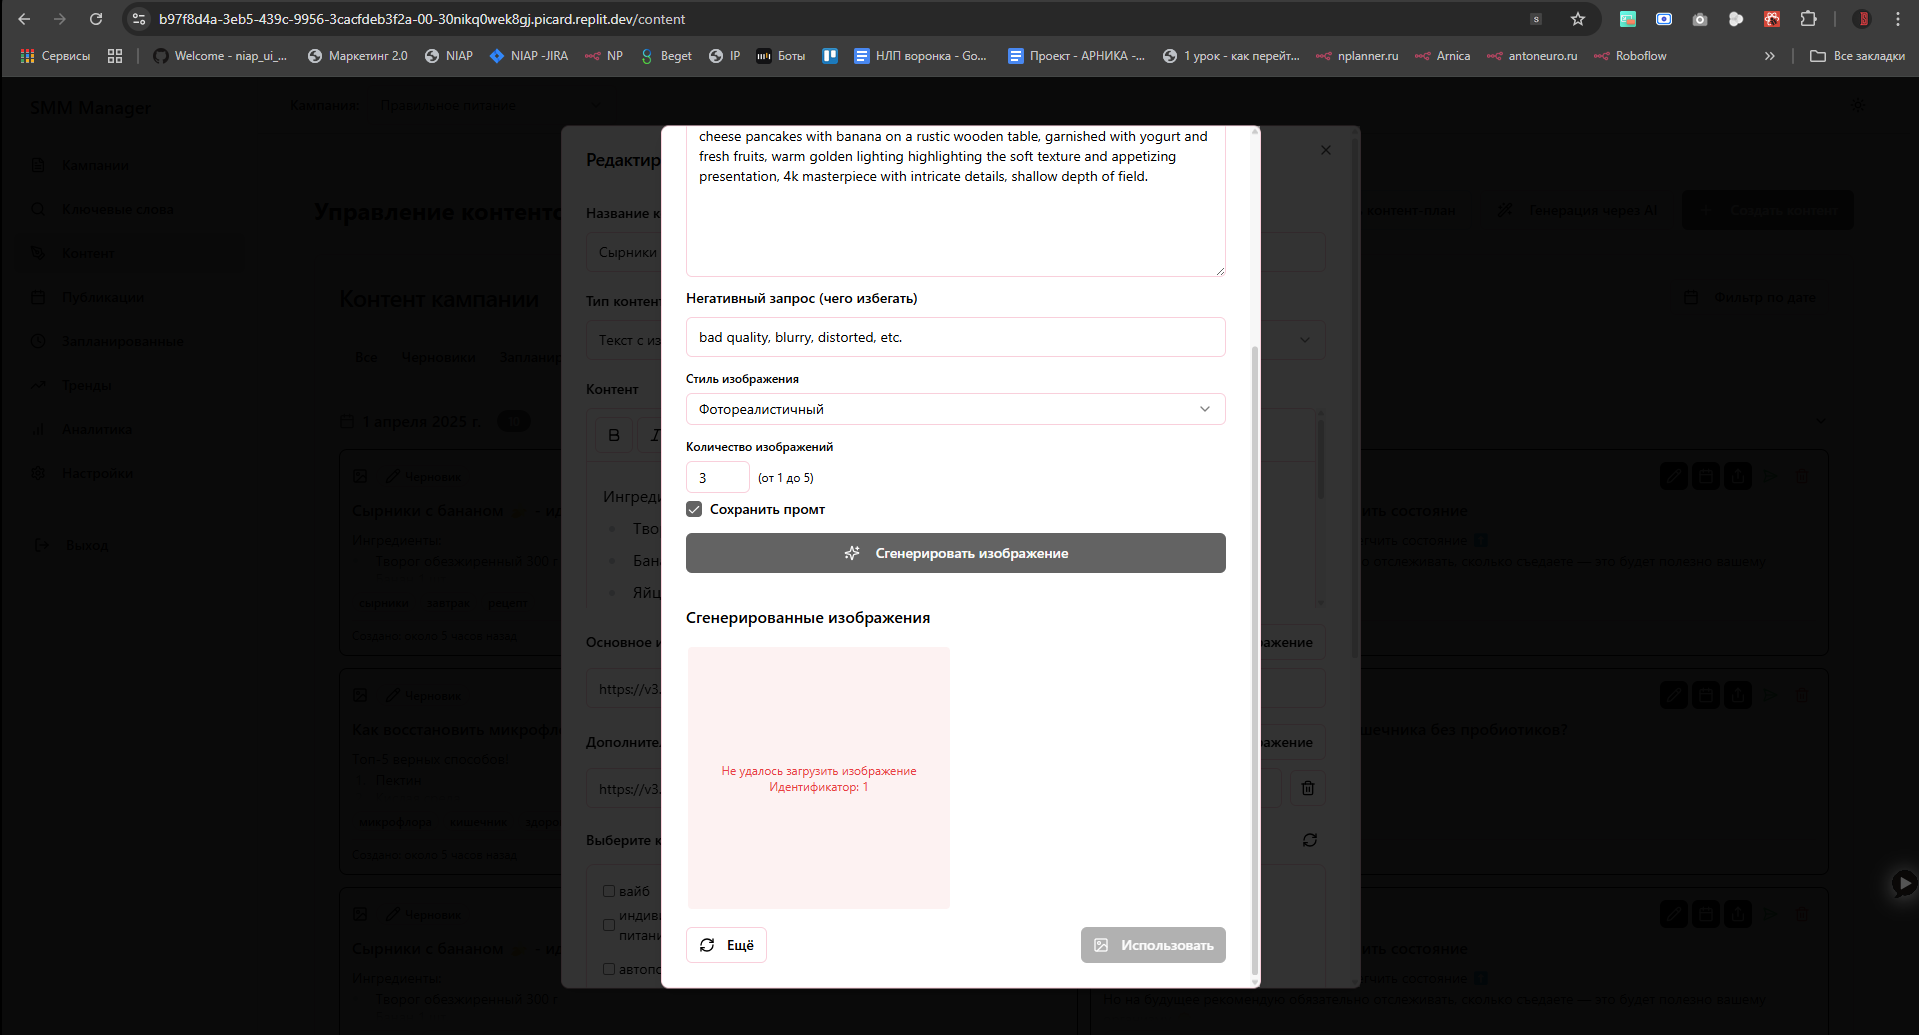 b97f8d4a-3eb5-439c-9956-3cacfdeb3f2a-00-30nikq0wek8gj.picard.replit.dev/content
Сервисы
Welcome - niap_ui_...
Маркетинг 2.0
NIAP
NIAP -JIRA
NP
Beget
IP
Боты
НЛП воронка - Go...
Проект - АРНИКА -...
1 урок - как перейт...
nplanner.ru
Arnica
antoneuro.ru
Roboflow
Все закладки
SMM Manager
Кампания:
Правильное питание
Кампании
Ключевые слова
Контент
Публикации
Запланированные
Тренды
Аналитика
Настройки
Выход
Управление контенто
контент-план
Генерация через AI
Создать контент
Контент кампании
Фильтр по дате
Все
Черновики
Заплани
1 апреля 2025 г.
Черновик
Сырники с бананом
- ид
Ингредиенты:
Творог обезжиренный 300 г
сырники
завтрак
рецепт
Создано: около 5 часов назад
ить состояние
егчить состояние
о отслеживать, сколько съедаете — это будет полезно вашему
Черновик
Как восстановить микрофло
шечника без пробиотиков?
Топ-5 верных способов!
Пектин
микрофлора
кишечник
здоро
Создано: около 5 часов назад
Черновик
Сырники с бананом
- ид
Ингредиенты:
Творог обезжиренный 300 г
ить состояние
егчить состояние
Но на будущее рекомендую обязательно отслеживать, сколько съедаете — это будет полезно вашему
Редактир
Название к
Сырники
Тип контен
Текст с из
Контент
B
I
Ингреди
Тво
Бан
Яйц
Основное и
ажение
https://v3.
Дополните
ажение
https://v3.
Выберите к
вайб
индиви
питани
автопо
cheese pancakes with banana on a rustic wooden table, garnished with yogurt and
fresh fruits, warm golden lighting highlighting the soft texture and appetizing
presentation, 4k masterpiece with intricate details, shallow depth of field.
Негативный запрос (чего избегать)
bad quality, blurry, distorted, etc.
Стиль изображения
Фотореалистичный
Количество изображений
3
(от 1 до 5)
Сохранить промт
Сгенерировать изображение
Сгенерированные изображения
Не удалось загрузить изображение
Идентификатор: 1
Ещё
Использовать